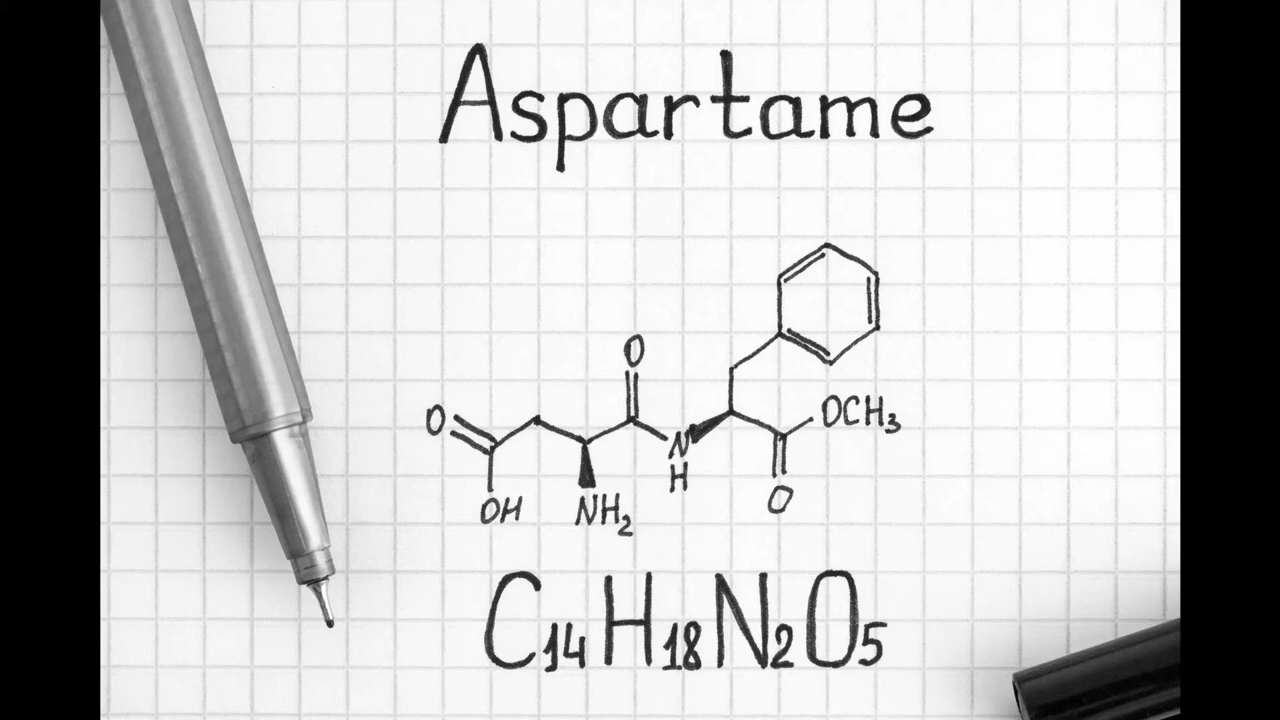 Aspartame
O
O
OCH₃
N
H
OH
NH₂
O
C₁₄H₁₈N₂O₅